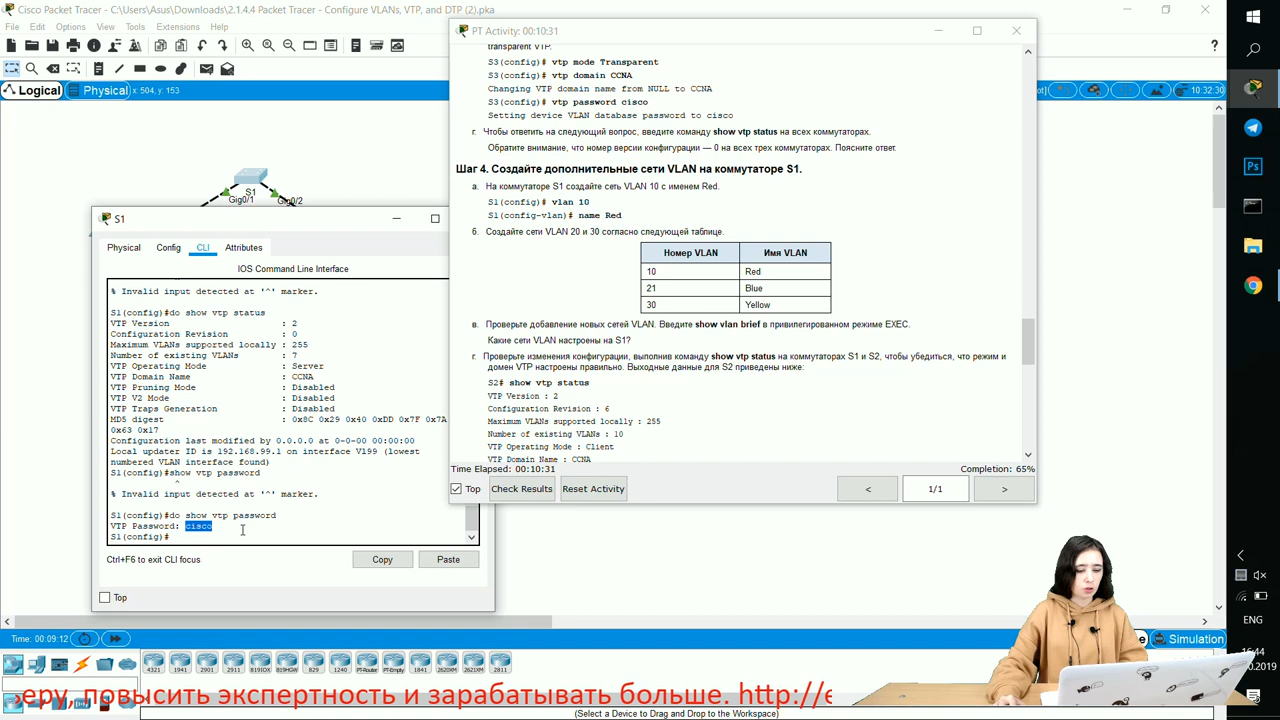 Cisco Packet Tracer - C:\Users\Asus\Downloads\2.1.4.4 Packet Tracer - Configure VLANs, VTP, and DTP (2).pka
File Edit Options View Tools Extensions Help
Logical Physical x: 504, y: 153
10:32:30
S1
Gig0/1
Gig0/2
PT Activity: 00:10:31
transparent VTP.
S3(config)# vtp mode Transparent
S3(config)# vtp domain CCNA
Changing VTP domain name from NULL to CCNA
S3(config)# vtp password cisco
Setting device VLAN database password to cisco
г. Чтобы ответить на следующий вопрос, введите команду show vtp status на всех коммутаторах.
Обратите внимание, что номер версии конфигурации — 0 на всех трех коммутаторах. Поясните ответ.
Шаг 4. Создайте дополнительные сети VLAN на коммутаторе S1.
а. На коммутаторе S1 создайте сеть VLAN 10 с именем Red.
S1(config)# vlan 10
S1(config-vlan)# name Red
б. Создайте сети VLAN 20 и 30 согласно следующей таблице.
Номер VLAN Имя VLAN
10 Red
21 Blue
30 Yellow
в. Проверьте добавление новых сетей VLAN. Введите show vlan brief в привилегированном режиме EXEC.
Какие сети VLAN настроены на S1?
г. Проверьте изменения конфигурации, выполнив команду show vtp status на коммутаторах S1 и S2, чтобы убедиться, что режим и
домен VTP настроены правильно. Выходные данные для S2 приведены ниже:
S2# show vtp status
VTP Version : 2
Configuration Revision : 6
Maximum VLANs supported locally : 255
Number of existing VLANs : 10
VTP Operating Mode : Client
VTP Domain Name : CCNA
Time Elapsed: 00:10:31 Completion: 65%
Top Check Results Reset Activity < 1/1 >
S1
Physical Config CLI Attributes
IOS Command Line Interface
% Invalid input detected at '^' marker.
S1(config)#do show vtp status
VTP Version : 2
Configuration Revision : 4
Maximum VLANs supported locally : 255
Number of existing VLANs : 7
VTP Operating Mode : Server
VTP Domain Name : CCNA
VTP Pruning Mode : Disabled
VTP V2 Mode : Disabled
VTP Traps Generation : Disabled
MD5 digest : 0x8C 0x29 0x40 0xDD 0x7F 0x7A
0x63 0x17
Configuration last modified by 0.0.0.0 at 0-0-00 00:00:00
Local updater ID is 192.168.99.1 on interface Vl99 (lowest
numbered VLAN interface found)
S1(config)#show vtp password
^
% Invalid input detected at '^' marker.
S1(config)#do show vtp password
VTP Password: cisco
S1(config)#
Ctrl+F6 to exit CLI focus Copy Paste
Top
Time: 00:09:12
Simulation
4321 1941 2901 2911 819IOX 819HGW 829 1240 PT-Router PT-Empty 1841 2620XM 2621XM 2811
еру, повысить экспертность и зарабатывать больше. http://e
(Select a Device to Drag and Drop to the Workspace)
ENG